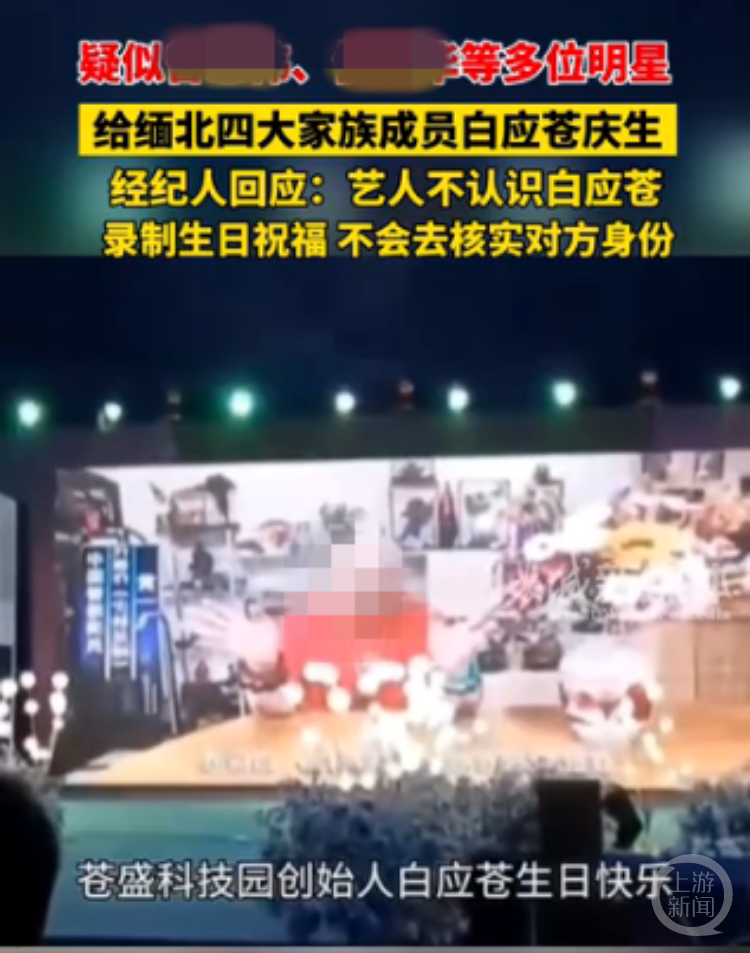 疑似、等多位明星
给缅北四大家族成员白应苍庆生
经纪人回应：艺人不认识白应苍
录制生日祝福 不会去核实对方身份
苍盛科技园创始人白应苍生日快乐
上游
新闻